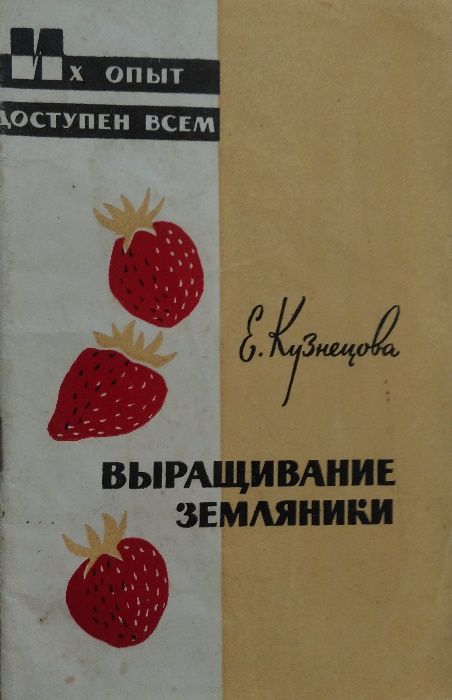 Их ОПЫТ
ДОСТУПЕН ВСЕМ
Е. Кузнецова
ВЫРАЩИВАНИЕ
ЗЕМЛЯНИКИ